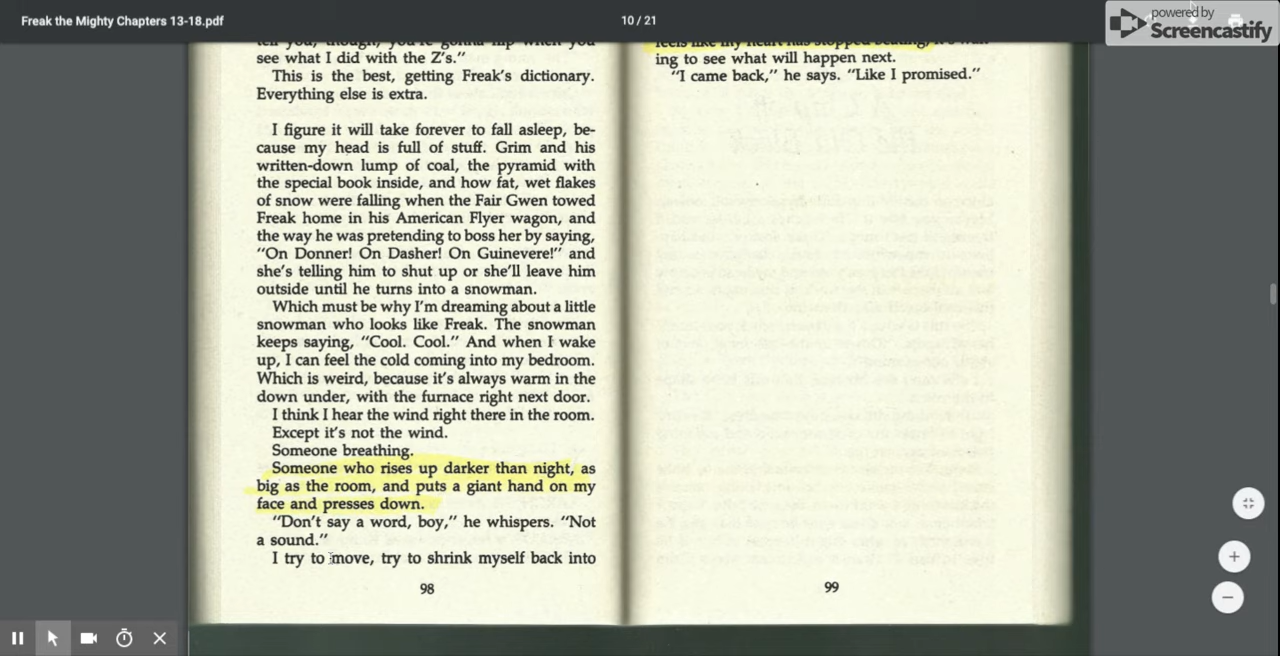 Freak the Mighty Chapters 13-18.pdf
10 / 21
powered by
Screencastify
see what I did with the Z's."
This is the best, getting Freak's dictionary.
Everything else is extra.
I figure it will take forever to fall asleep, be-
cause my head is full of stuff. Grim and his
written-down lump of coal, the pyramid with
the special book inside, and how fat, wet flakes
of snow were falling when the Fair Gwen towed
Freak home in his American Flyer wagon, and
the way he was pretending to boss her by saying,
"On Donner! On Dasher! On Guinevere!" and
she's telling him to shut up or she'll leave him
outside until he turns into a snowman.
Which must be why I'm dreaming about a little
snowman who looks like Freak. The snowman
keeps saying, "Cool. Cool." And when I wake
up, I can feel the cold coming into my bedroom.
Which is weird, because it's always warm in the
down under, with the furnace right next door.
I think I hear the wind right there in the room.
Except it's not the wind.
Someone breathing.
Someone who rises up darker than night, as
big as the room, and puts a giant hand on my
face and presses down.
"Don't say a word, boy," he whispers. "Not
a sound."
I try to move, try to shrink myself back into
98
feels like my heart has stopped beating,
ing to see what will happen next.
"I came back," he says. "Like I promised."
99